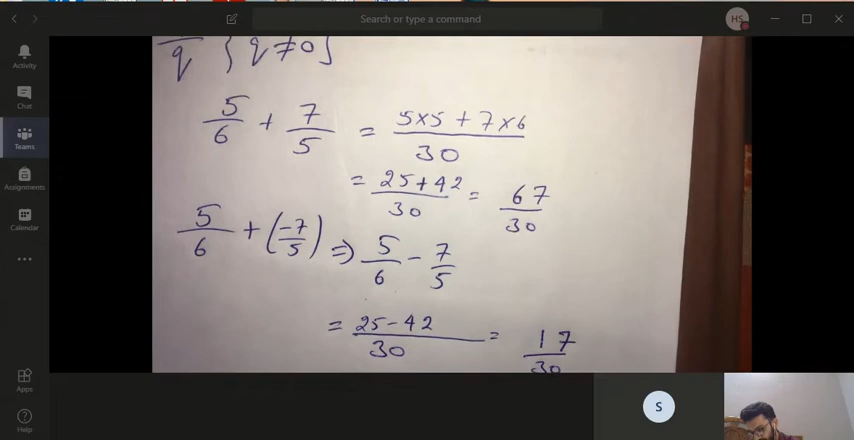 Search or type a command
HS
Activity
Chat
Teams
Assignments
Calendar
Apps
Help
q {q≠0}
5/6 + 7/5 = 5×5 + 7×6/30
= 25+42/30 = 67/30
5/6 + (-7/5) ⇒ 5/6 - 7/5
= 25-42/30 = 17/30
S